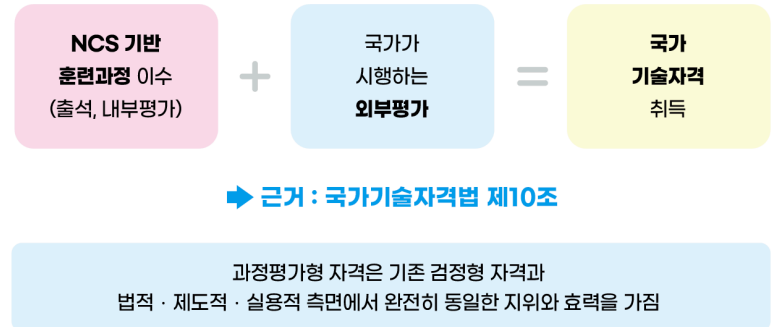 NCS 기반
훈련과정 이수
(출석, 내부평가)
+
국가가
시행하는
외부평가
=
국가
기술자격
취득
➡ 근거 : 국가기술자격법 제10조
과정평가형 자격은 기존 검정형 자격과
법적 · 제도적 · 실용적 측면에서 완전히 동일한 지위와 효력을 가짐